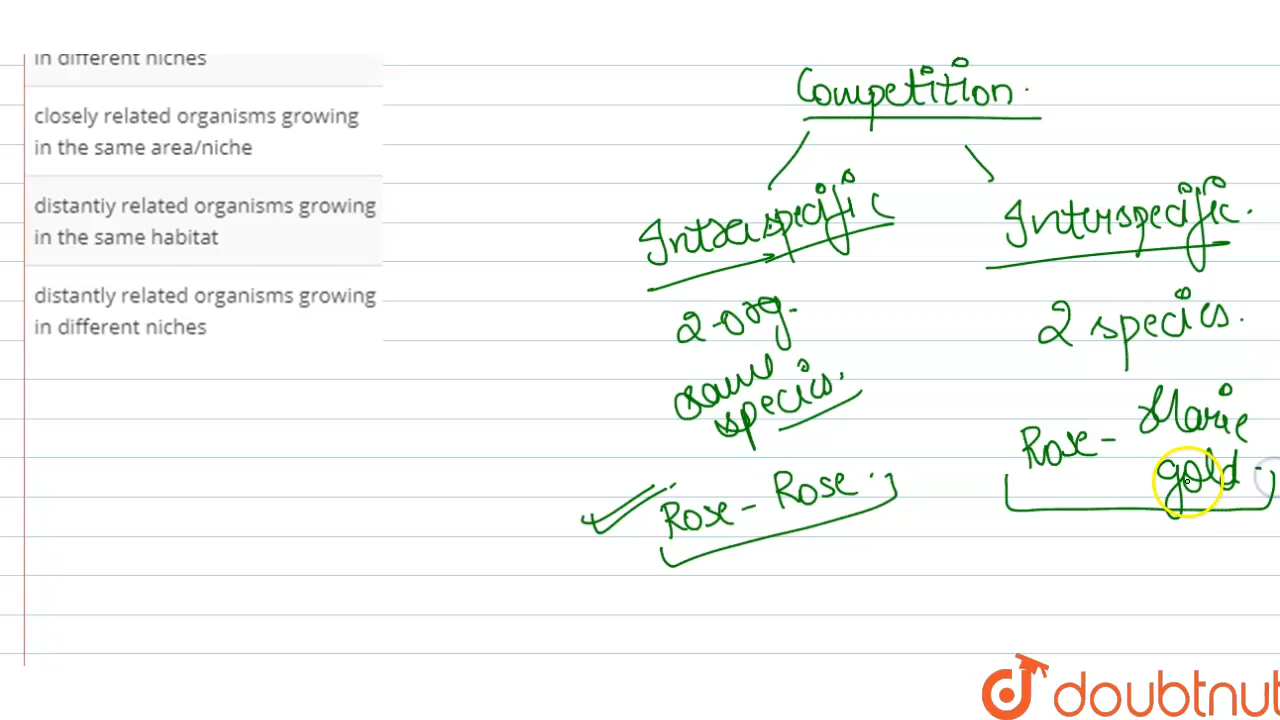 in different niches
closely related organisms growing
in the same area/niche
distantiy related organisms growing
in the same habitat
distantly related organisms growing
in different niches
Competition.
Intraspecific
Interspecific.
2-org.
same
species.
2 species.
Rose - Rose.
Rose - Marie
gold.
doubtnut